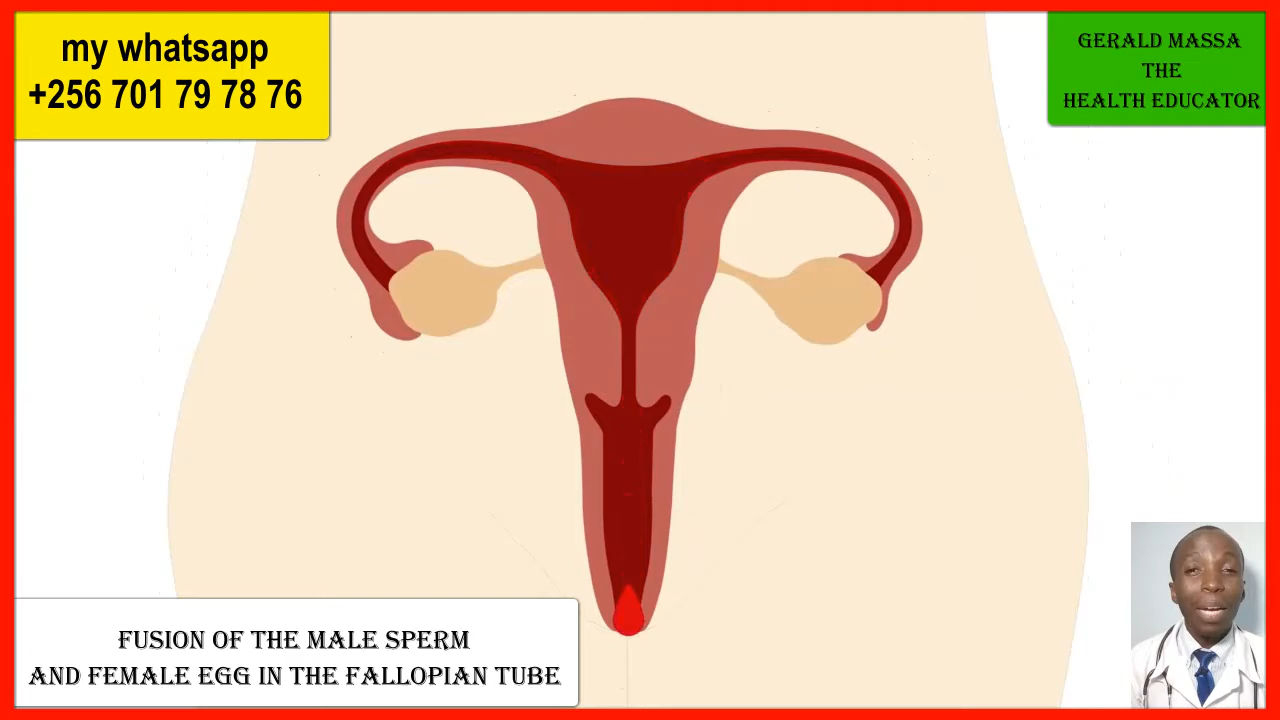 my whatsapp
+256 701 79 78 76
GERALD MASSA
THE
HEALTH EDUCATOR
FUSION OF THE MALE SPERM
AND FEMALE EGG IN THE FALLOPIAN TUBE